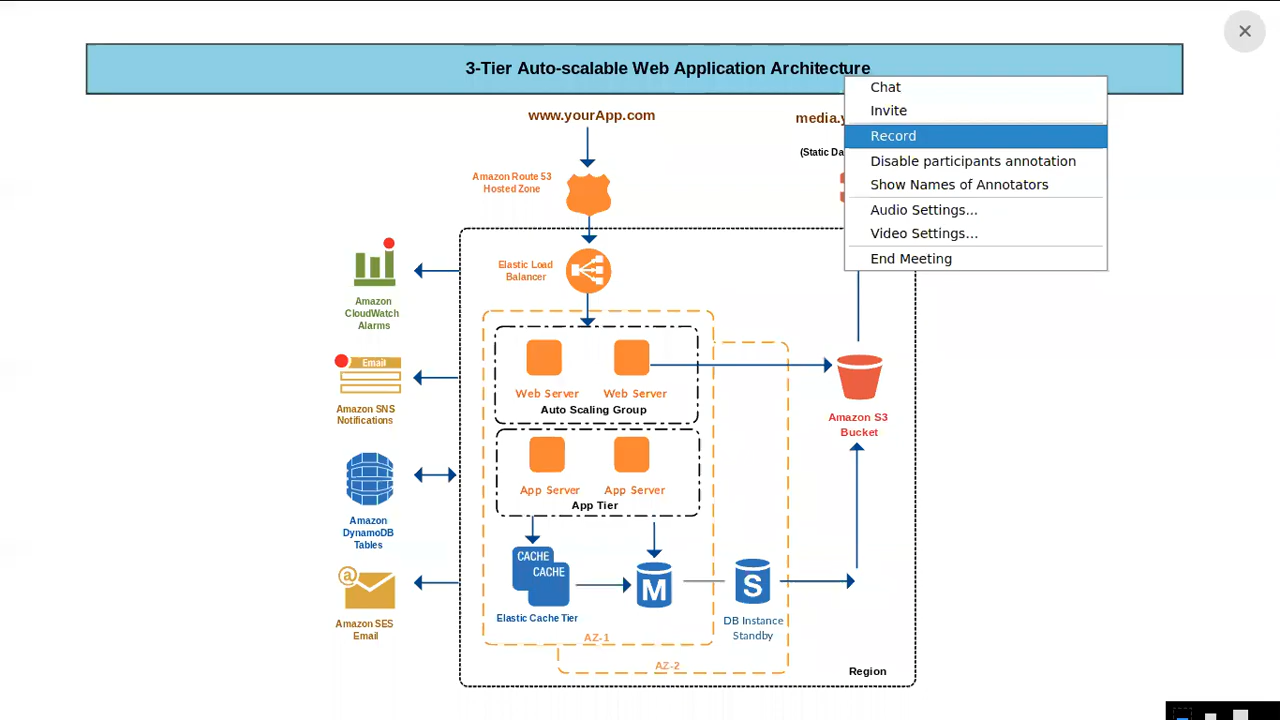 3-Tier Auto-scalable Web Application Architecture
www.yourApp.com
(Static
Chat
Invite
Record
Disable participants annotation
Show Names of Annotators
Audio Settings...
Video Settings...
End Meeting
Amazon Route 53
Hosted Zone
Elastic Load
Balancer
Amazon
CloudWatch
Alarms
Email
Amazon SNS
Notifications
Web Server
Web Server
Auto Scaling Group
Amazon S3
Bucket
App Server
App Server
App Tier
Amazon
DynamoDB
Tables
CACHE
CACHE
M
S
Elastic Cache Tier
DB Instance
Standby
@
Amazon SES
Email
AZ-1
AZ-2
Region